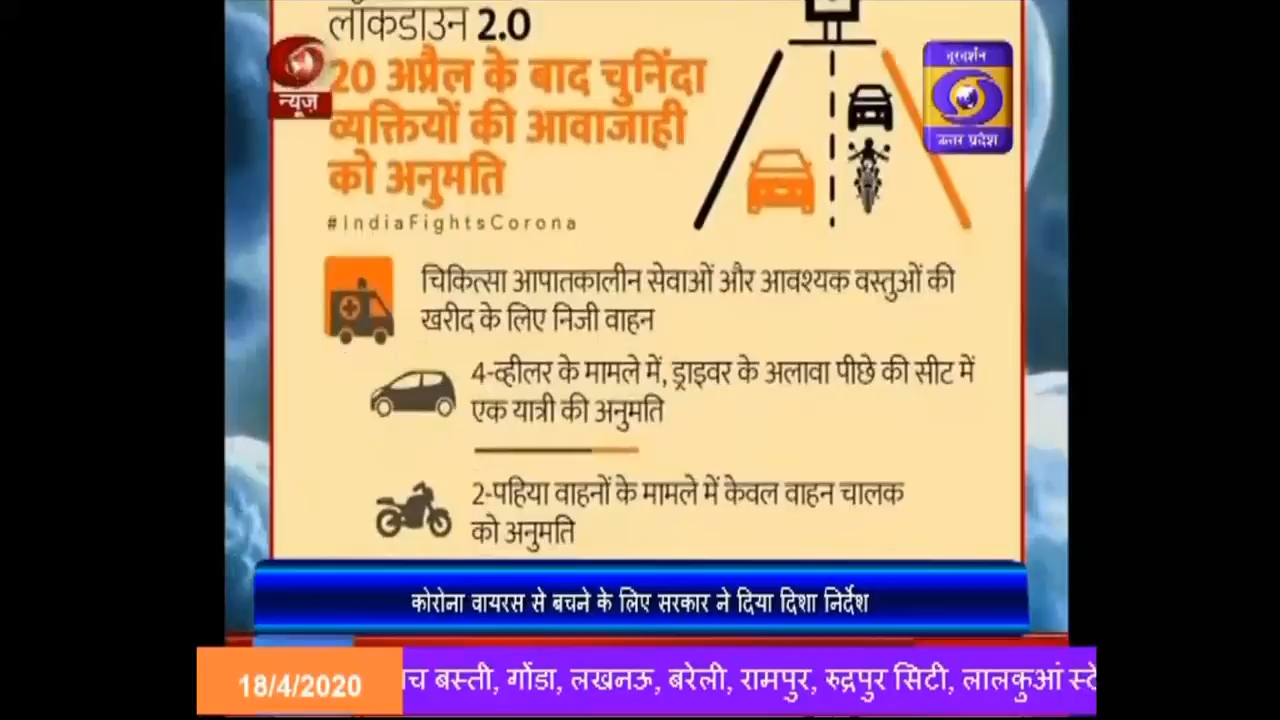 लॉकडाउन 2.0
20 अप्रैल के बाद चुनिंदा
व्यक्तियों की आवाजाही
को अनुमति
#IndiaFightsCorona
न्यूज़
दूरदर्शन
उत्तर प्रदेश
चिकित्सा आपातकालीन सेवाओं और आवश्यक वस्तुओं की
खरीद के लिए निजी वाहन
4-व्हीलर के मामले में, ड्राइवर के अलावा पीछे की सीट में
एक यात्री की अनुमति
2-पहिया वाहनों के मामले में केवल वाहन चालक
को अनुमति
कोरोना वायरस से बचने के लिए सरकार ने दिया दिशा निर्देश
18/4/2020 बस्ती, गोंडा, लखनऊ, बरेली, रामपुर, रुद्रपुर सिटी, लालकुआं